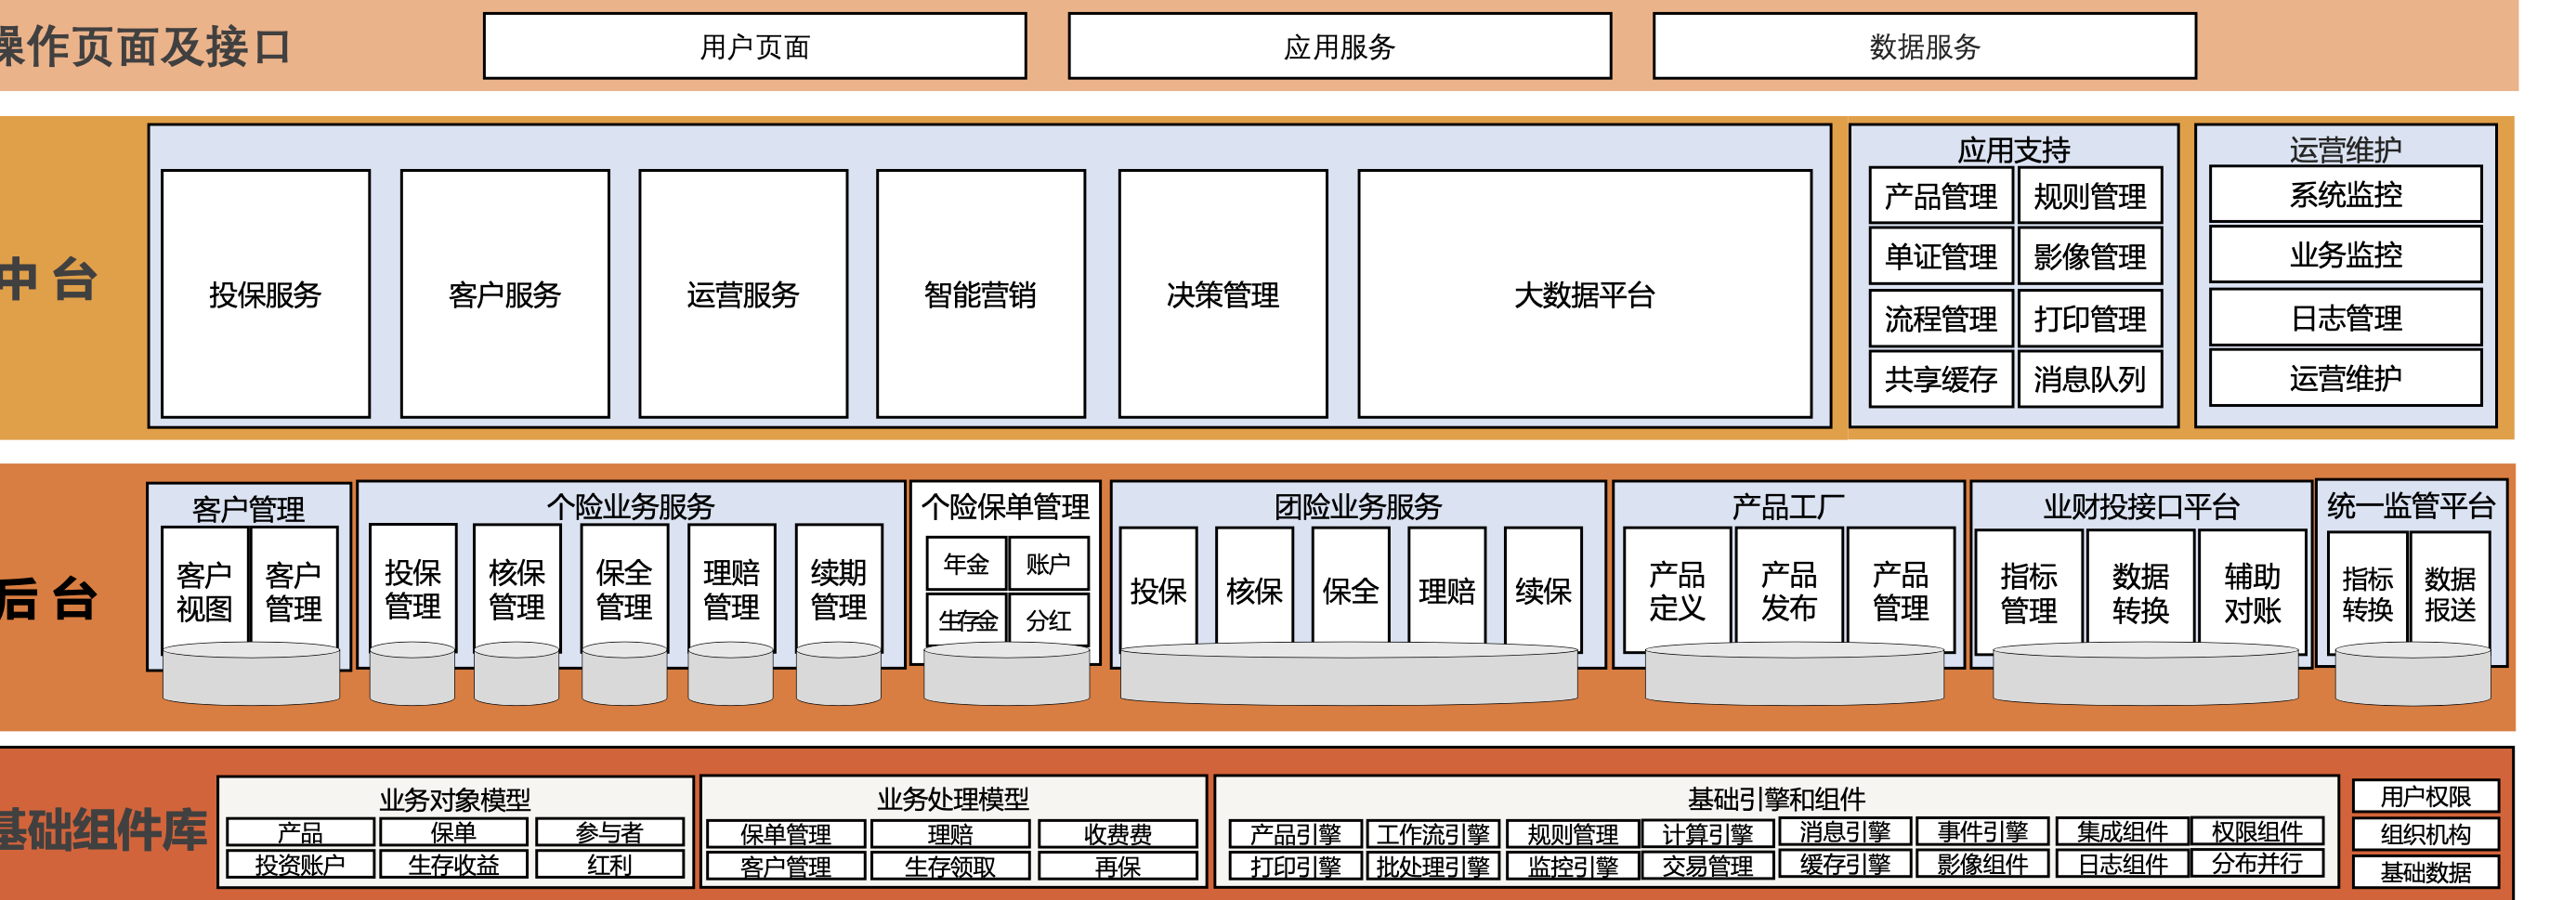 操作页面及接口
用户页面
应用服务
数据服务
中台
投保服务
客户服务
运营服务
智能营销
决策管理
大数据平台
应用支持
产品管理 规则管理
单证管理 影像管理
流程管理 打印管理
共享缓存 消息队列
运营维护
系统监控
业务监控
日志管理
运营维护
后台
客户管理
客户
视图
客户
管理
个险业务服务
投保
管理
核保
管理
保全
管理
理赔
管理
续期
管理
个险保单管理
年金 账户
生存金 分红
团险业务服务
投保 核保 保全 理赔 续保
产品工厂
产品
定义
产品
发布
产品
管理
业财投接口平台
指标
管理
数据
转换
辅助
对账
统一监管平台
指标
转换
数据
报送
基础组件库
业务对象模型
产品 保单 参与者
投资账户 生存收益 红利
业务处理模型
保单管理 理赔 收费费
客户管理 生存领取 再保
基础引擎和组件
产品引擎 工作流引擎 规则管理 计算引擎 消息引擎 事件引擎 集成组件 权限组件
打印引擎 批处理引擎 监控引擎 交易管理 缓存引擎 影像组件 日志组件 分布并行
用户权限
组织机构
基础数据